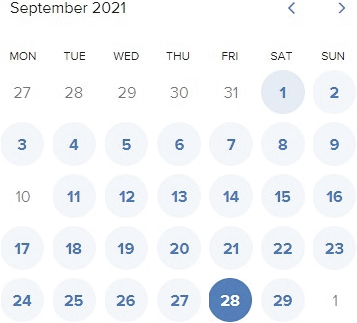 September 2021
MON TUE WED THU FRI SAT SUN
27 28 29 30 31 1 2
3 4 5 6 7 8 9
10 11 12 13 14 15 16
17 18 19 20 21 22 23
24 25 26 27 28 29 1